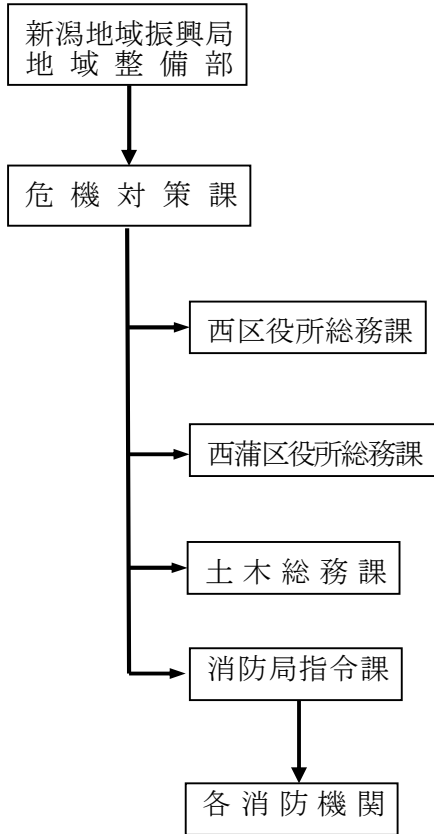 新潟地域振興局
地域整備部
危機対策課
西区役所総務課
西蒲区役所総務課
土木総務課
消防局指令課
各消防機関